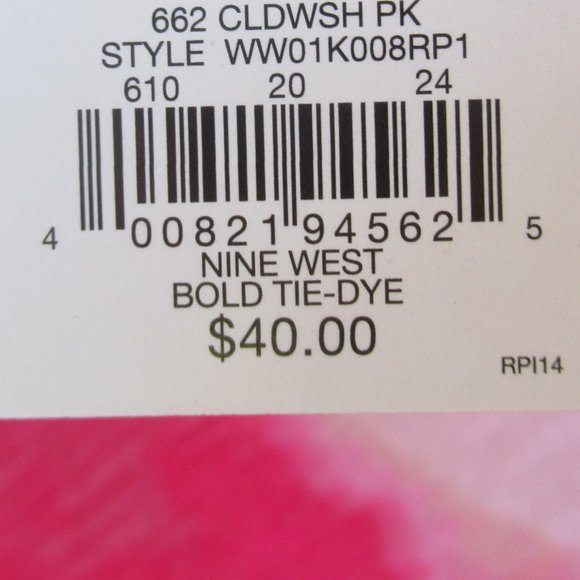 662 CLDWSH PK
STYLE WW01K008RP1
610 20 24
4 00821 94562 5
NINE WEST
BOLD TIE-DYE
$40.00
RPI14